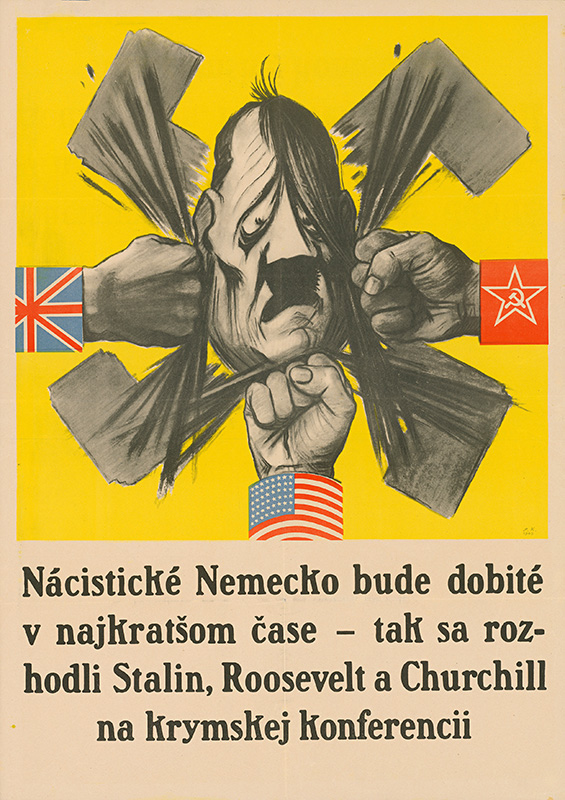 Nácistické Nemecko bude dobité
v najkratšom čase – tak sa roz-
hodli Stalin, Roosevelt a Churchill
na krymskej konferencii